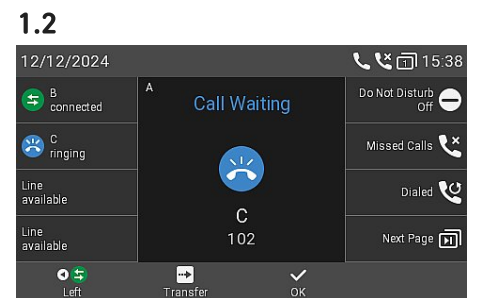 1.2
12/12/2024
1
15:38
B
connected
C
ringing
Line
available
Line
available
A
Call Waiting
C
102
Do Not Disturb
Off
Missed Calls
Dialed
Next Page
Left
Transfer
OK